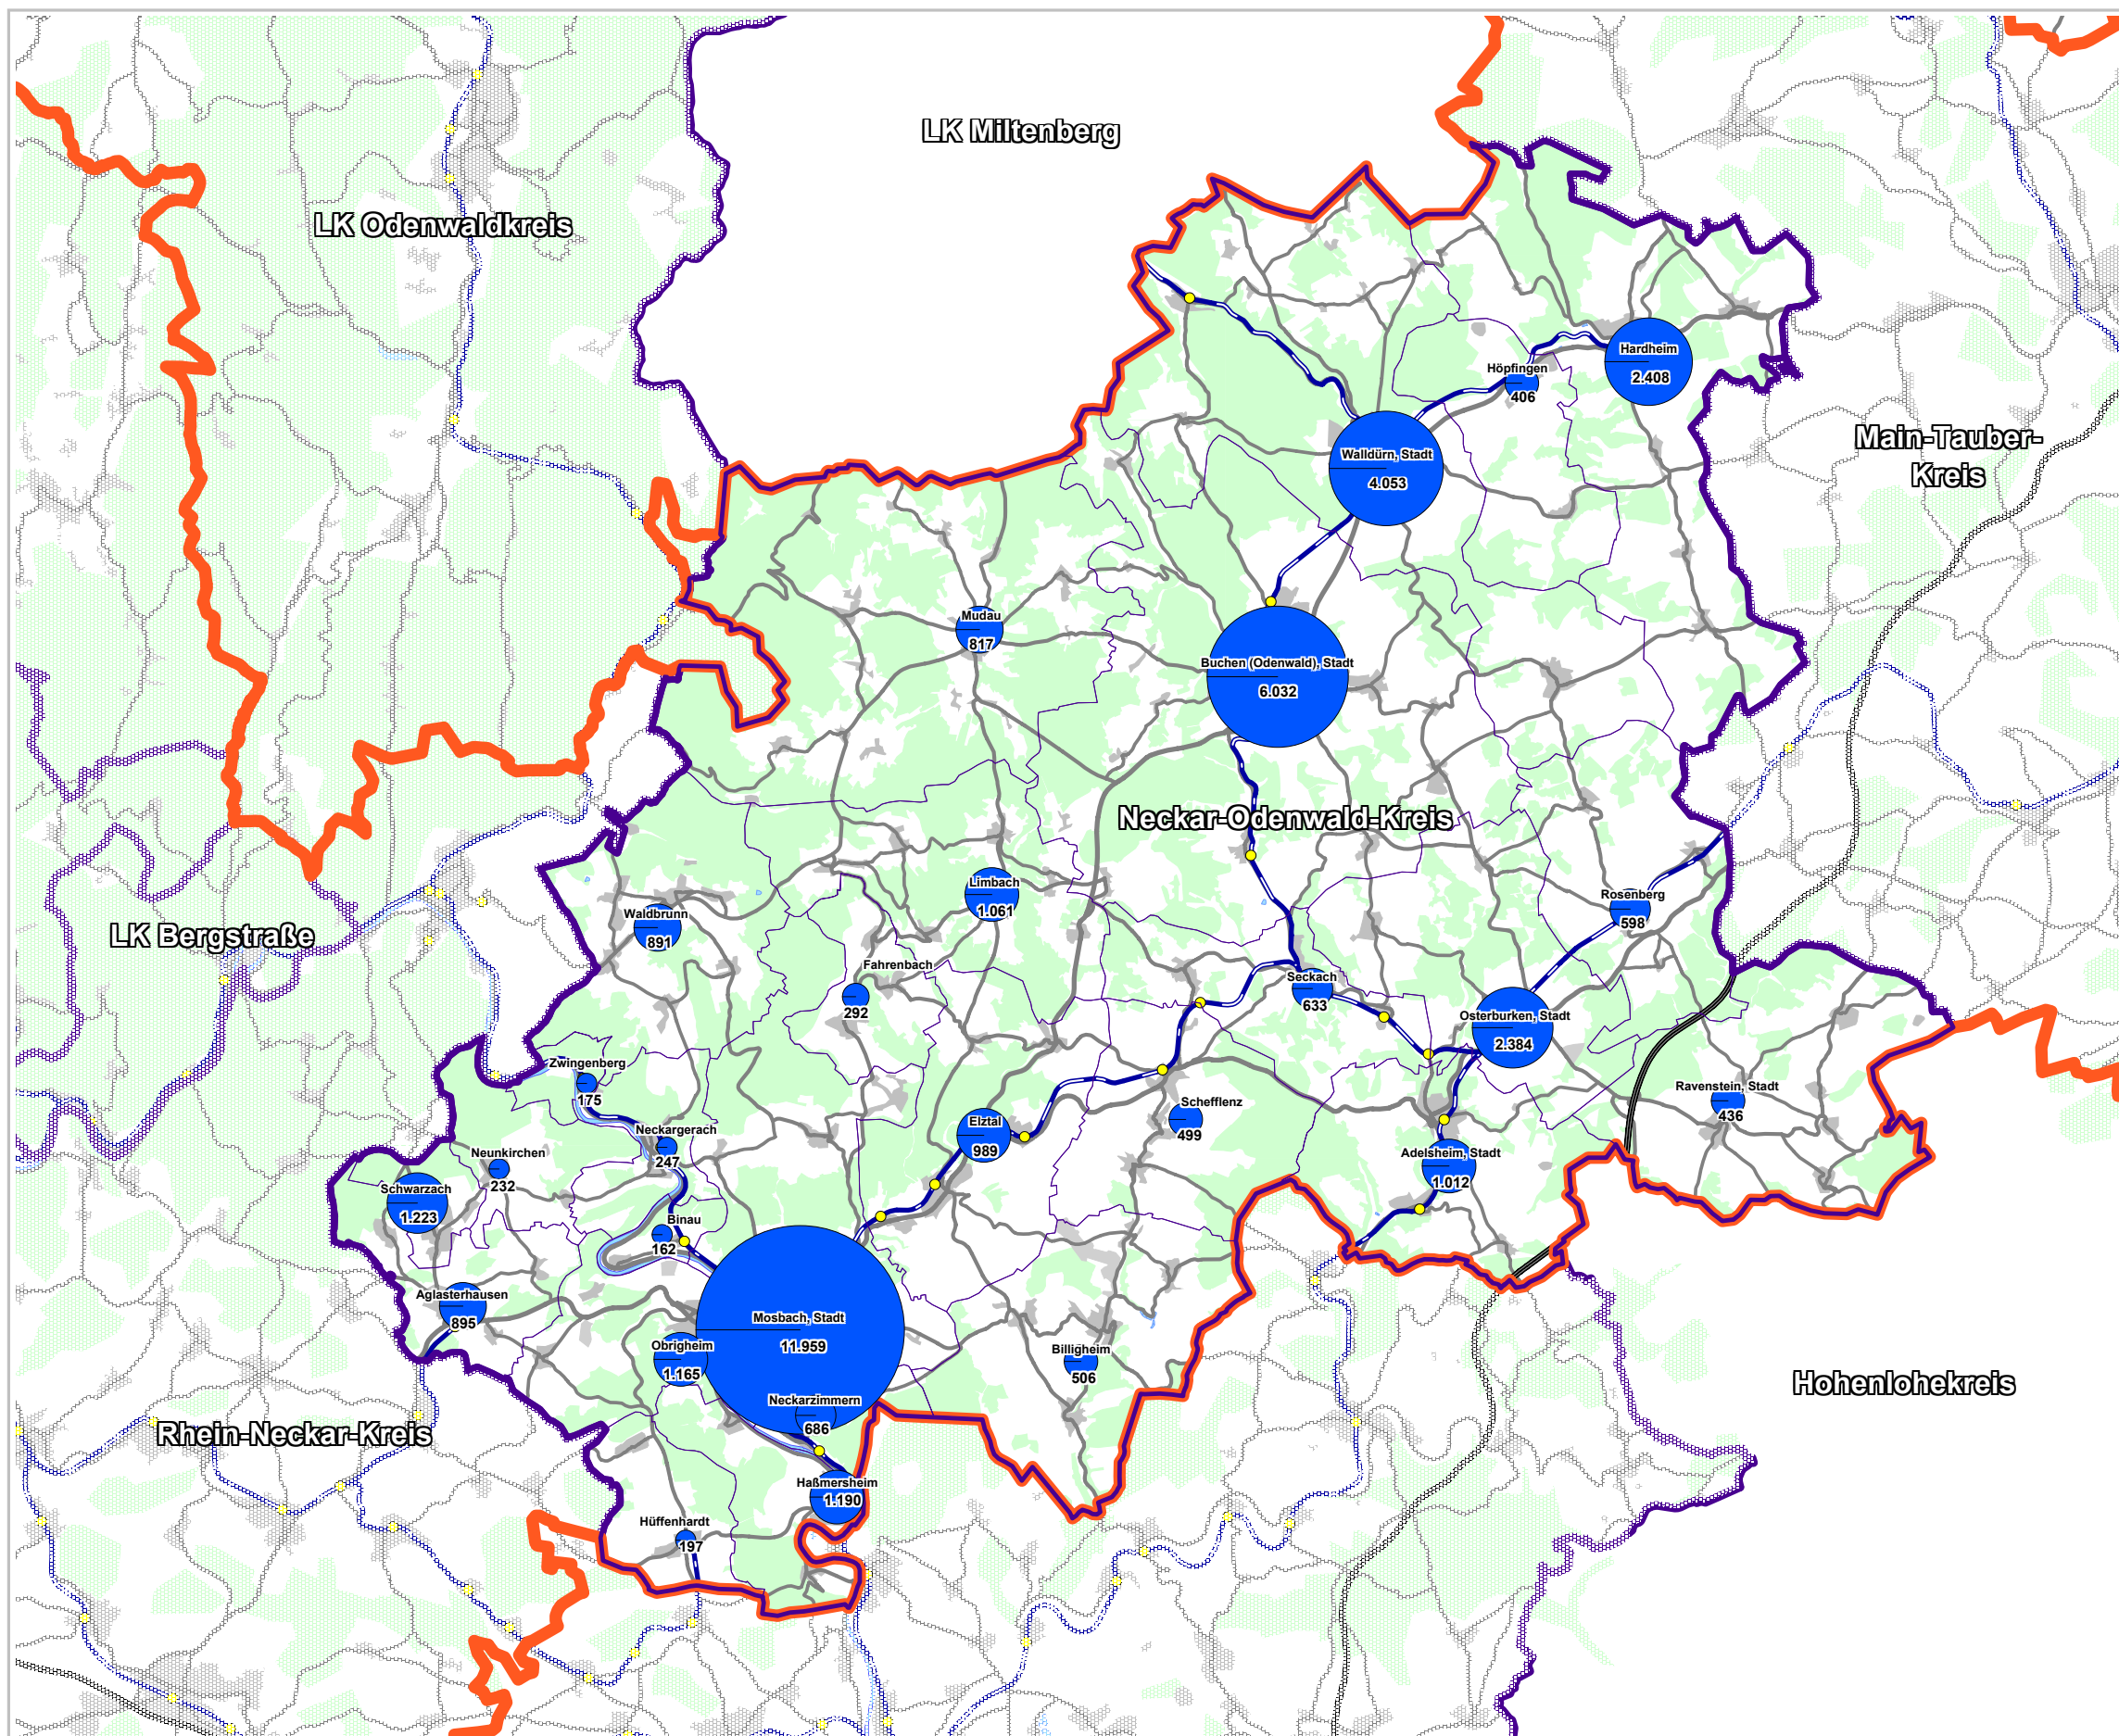 LK Miltenberg
LK Odenwaldkreis
Hardheim
2.408
Höpfingen
406
Main-Tauber-
Kreis
Walldürn, Stadt
4.053
Mudau
817
Buchen (Odenwald), Stadt
6.032
Neckar-Odenwald-Kreis
Limbach
1.061
Rosenberg
598
Waldbrunn
891
LK Bergstraße
Fahrenbach
292
Seckach
633
Osterburken, Stadt
2.384
Zwingenberg
175
Ravenstein, Stadt
436
Schefflenz
499
Elztal
989
Neckargerach
247
Neunkirchen
232
Adelsheim, Stadt
1.012
Schwarzach
1.223
Binau
162
Aglasterhausen
895
Mosbach, Stadt
11.959
Obrigheim
1.165
Billigheim
506
Hohenlohekreis
Neckarzimmern
686
Rhein-Neckar-Kreis
Haßmersheim
1.190
Hüffenhardt
197